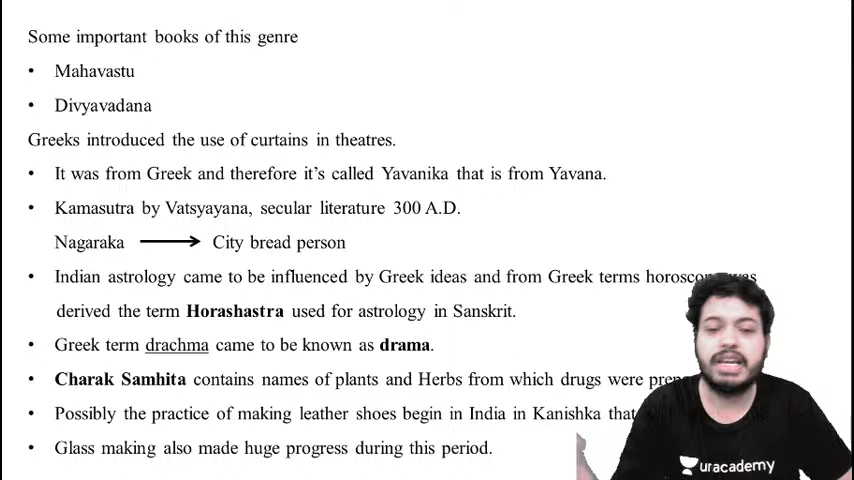 Some important books of this genre
• Mahavastu
• Divyavadana
Greeks introduced the use of curtains in theatres.
• It was from Greek and therefore it's called Yavanika that is from Yavana.
• Kamasutra by Vatsyayana, secular literature 300 A.D.
Nagaraka → City bread person
• Indian astrology came to be influenced by Greek ideas and from Greek terms was
derived the term Horashastra used for astrology in Sanskrit.
• Greek term drachma came to be known as drama.
• Charak Samhita contains names of plants and Herbs from which drugs were
• Possibly the practice of making leather shoes begin in India in Kanishka that
• Glass making also made huge progress during this period.
uracademy